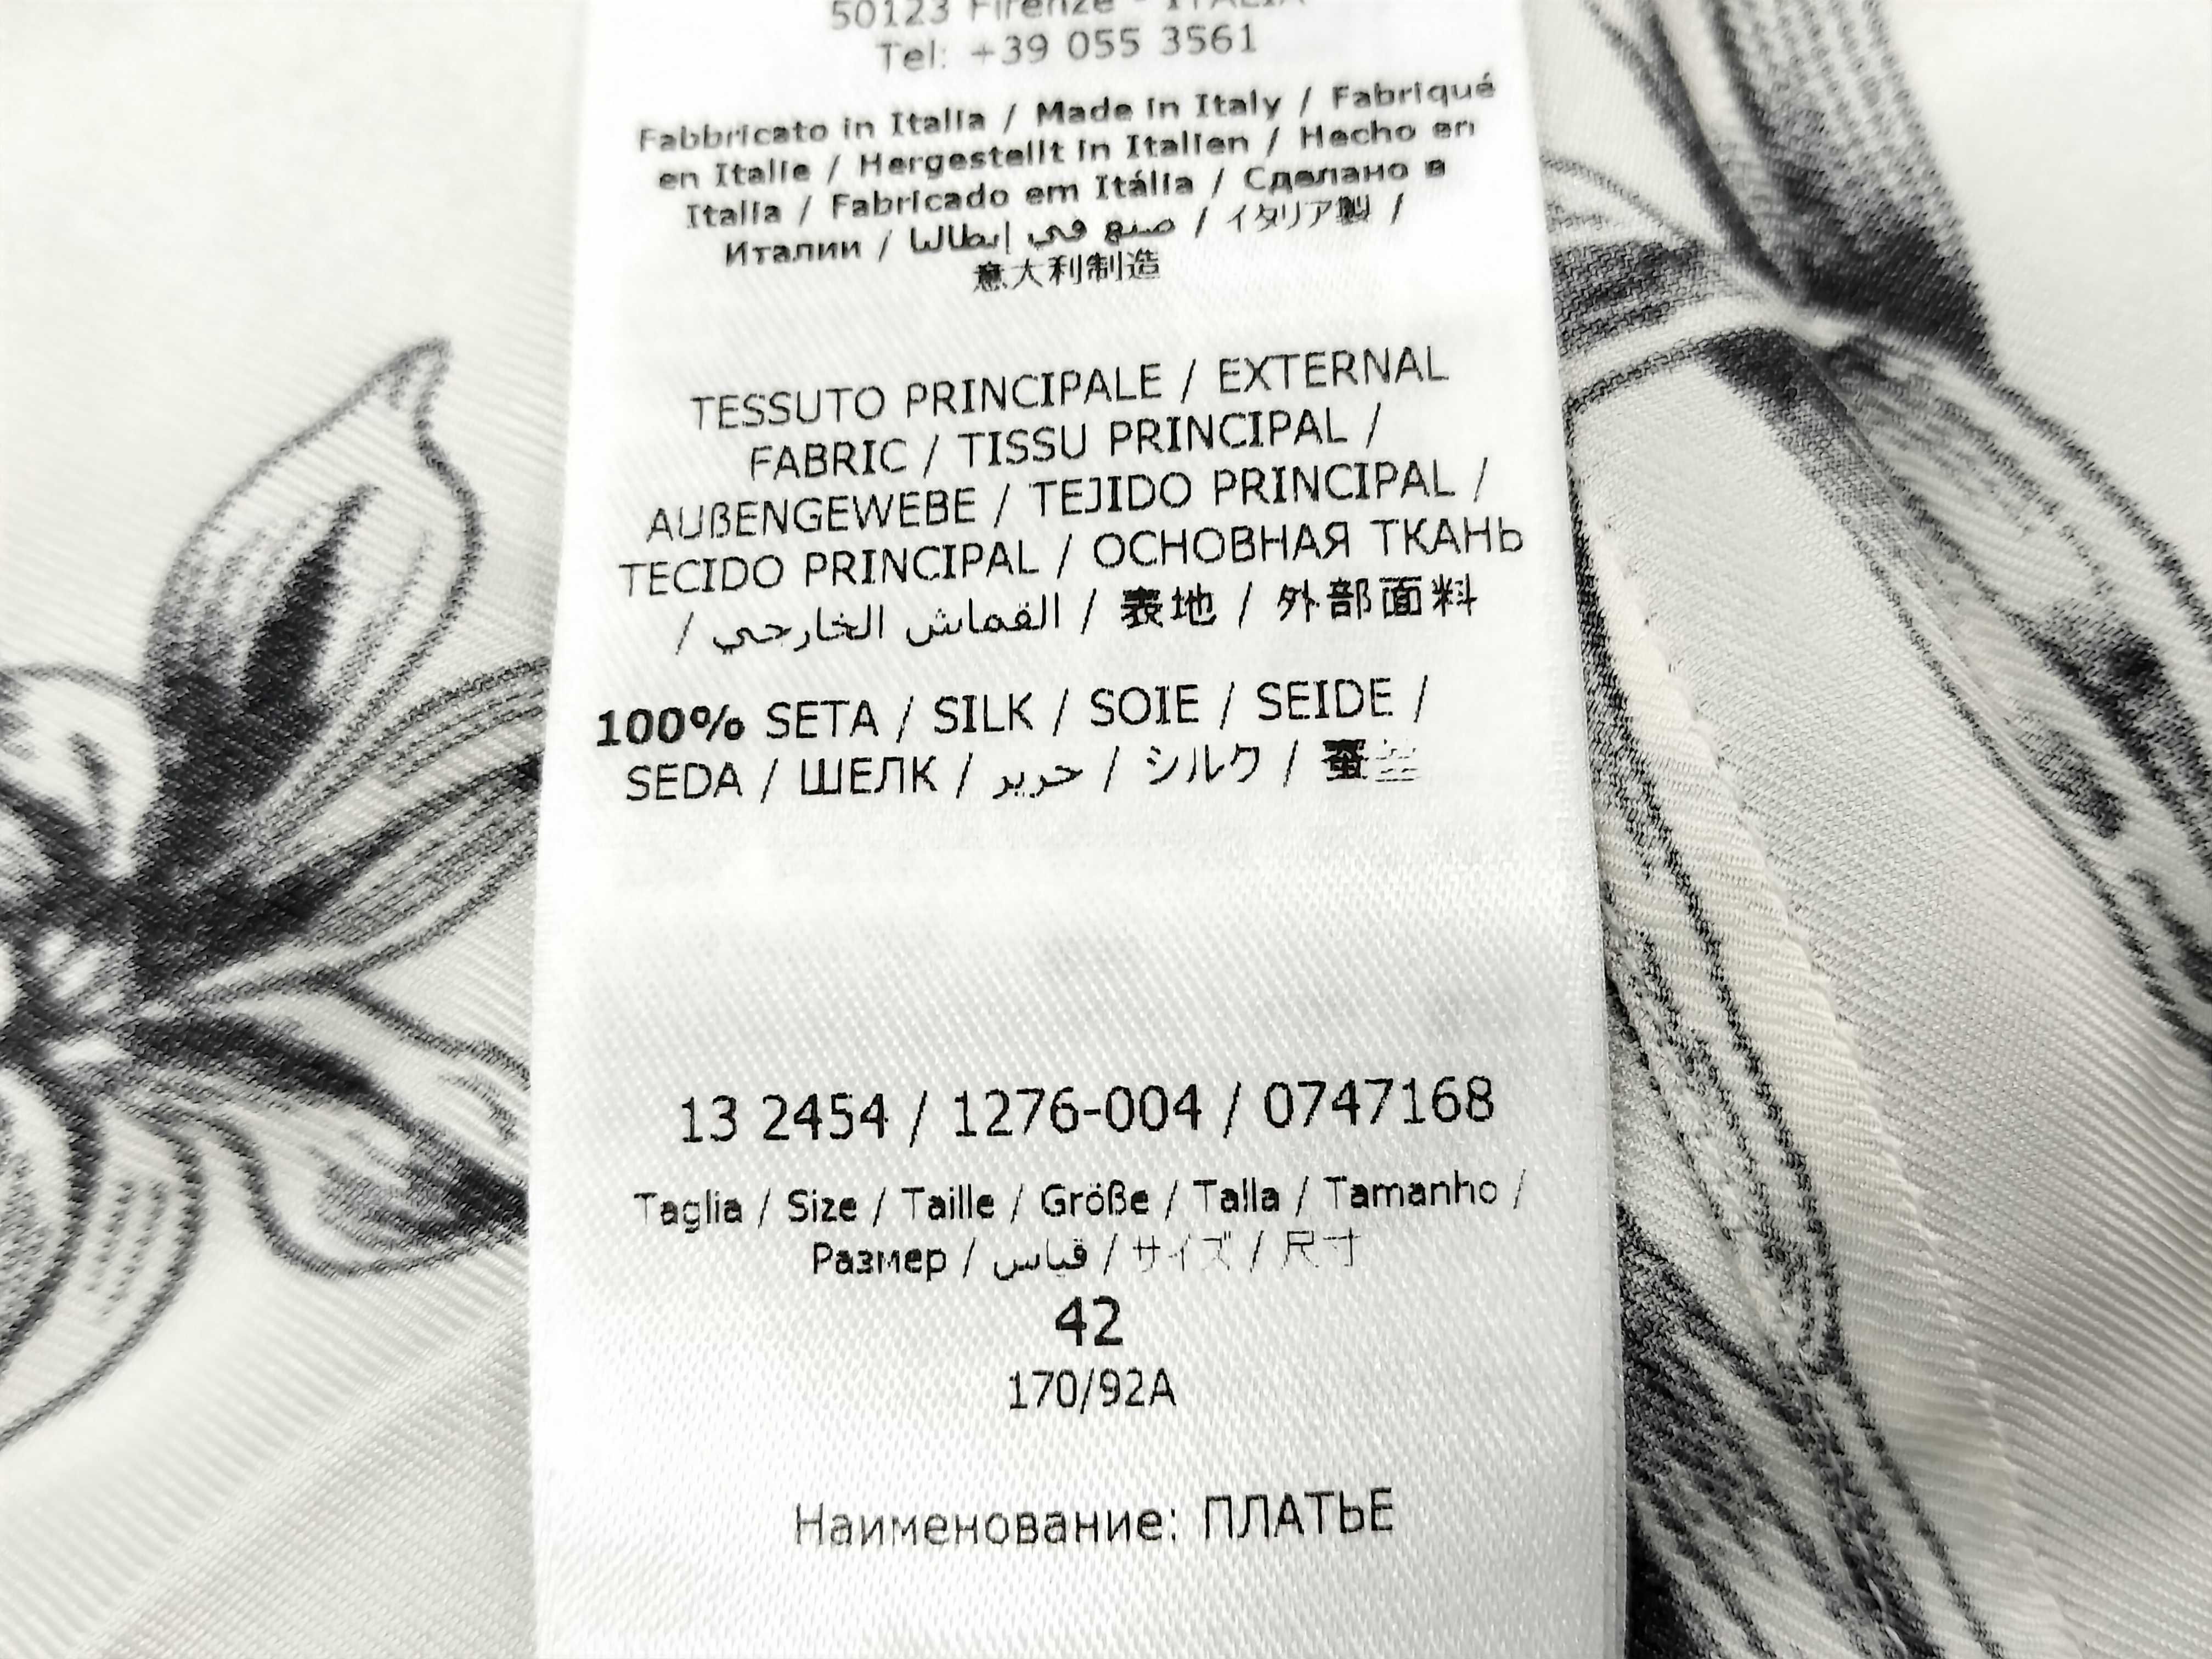 50123 Firenze - ITALIA
Tel: +39 055 3561
Fabbricato in Italia / Made in Italy / Fabriqué
en Italie / Hergestellt in Italien / Hecho en
Italia / Fabricado em Itália / Сделано в
Италии / صنع في إيطاليا / イタリア製 /
意大利制造
TESSUTO PRINCIPALE / EXTERNAL
FABRIC / TISSU PRINCIPAL /
AUßENGEWEBE / TEJIDO PRINCIPAL /
TECIDO PRINCIPAL / ОСНОВНАЯ ТКАНЬ
/ القماش الخارجي / 表地 / 外部面料
100% SETA / SILK / SOIE / SEIDE /
SEDA / ШЕЛК / حرير / シルク / 蚕丝
13 2454 / 1276-004 / 0747168
Taglia / Size / Taille / Größe / Talla / Tamanho /
Размер / قياس / サイズ / 尺寸
42
170/92A
Наименование: ПЛАТЬЕ